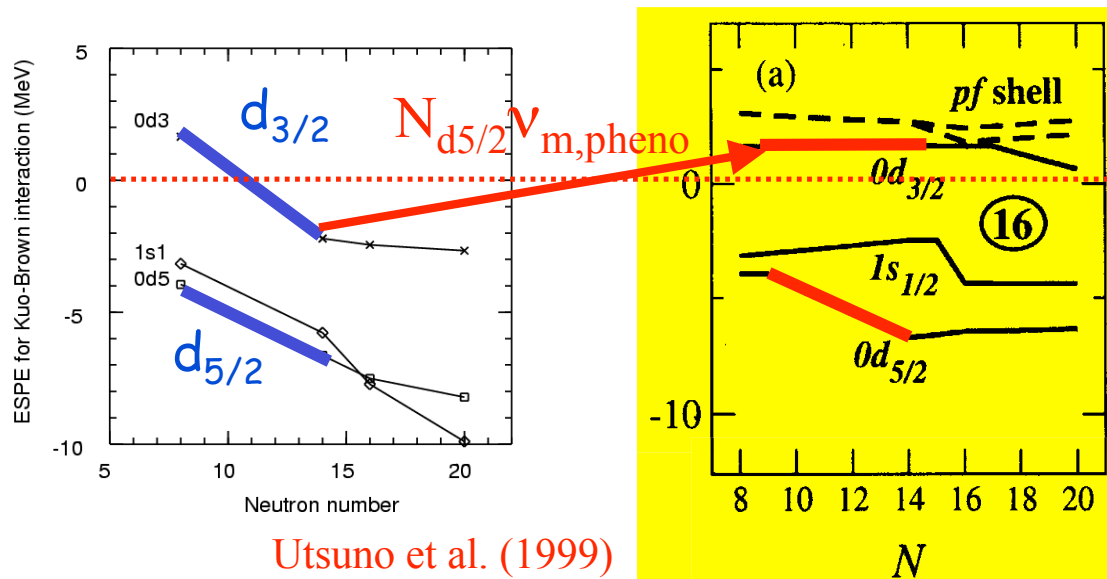 ESPE for Kuo-Brown interaction (MeV)
5
0
-5
-10
0d3
1s1
0d5
d3/2
d5/2
5
10
15
20
Neutron number
Nd5/2νm,pheno
Utsuno et al. (1999)
(a)
pf shell
0
0d3/2
16
1s1/2
0d5/2
-10
8
10
12
14
16
18
20
N